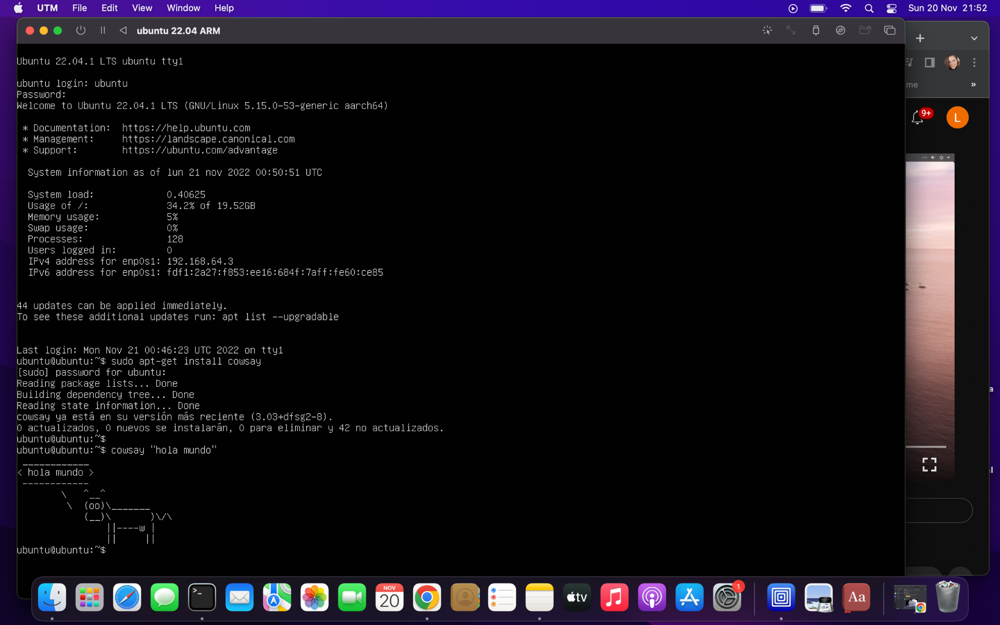 UTM File Edit View Window Help Sun 20 Nov 21:52
ubuntu 22.04 ARM
Ubuntu 22.04.1 LTS ubuntu tty1
ubuntu login: ubuntu
Password:
Welcome to Ubuntu 22.04.1 LTS (GNU/Linux 5.15.0-53-generic aarch64)
* Documentation:  https://help.ubuntu.com
* Management:     https://landscape.canonical.com
* Support:        https://ubuntu.com/advantage
System information as of lun 21 nov 2022 00:50:51 UTC
System load:             0.40625
Usage of /:              34.2% of 19.52GB
Memory usage:            5%
Swap usage:              0%
Processes:               128
Users logged in:         0
IPv4 address for enp0s1: 192.168.64.3
IPv6 address for enp0s1: fdf1:2a27:f853:ee16:684f:7aff:fe60:ce85
44 updates can be applied immediately.
To see these additional updates run: apt list --upgradable
Last login: Mon Nov 21 00:46:23 UTC 2022 on tty1
ubuntu@ubuntu:~$ sudo apt-get install cowsay
[sudo] password for ubuntu:
Reading package lists... Done
Building dependency tree... Done
Reading state information... Done
cowsay ya está en su versión más reciente (3.03+dfsg2-8).
0 actualizados, 0 nuevos se instalarán, 0 para eliminar y 42 no actualizados.
ubuntu@ubuntu:~$
ubuntu@ubuntu:~$ cowsay "hola mundo"
 ____________
< hola mundo >
 ------------
        \   ^__^
         \  (oo)\_______
            (__)\       )\/\
                ||----w |
                ||     ||
ubuntu@ubuntu:~$
me
»
9+
L
a
NOV
20
tv
1
Aa